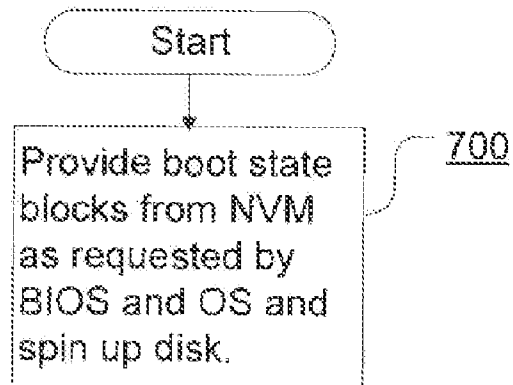 Start
Provide boot state
700
blocks from NVM
as requested by
BIOS and OS and
spin up disk.